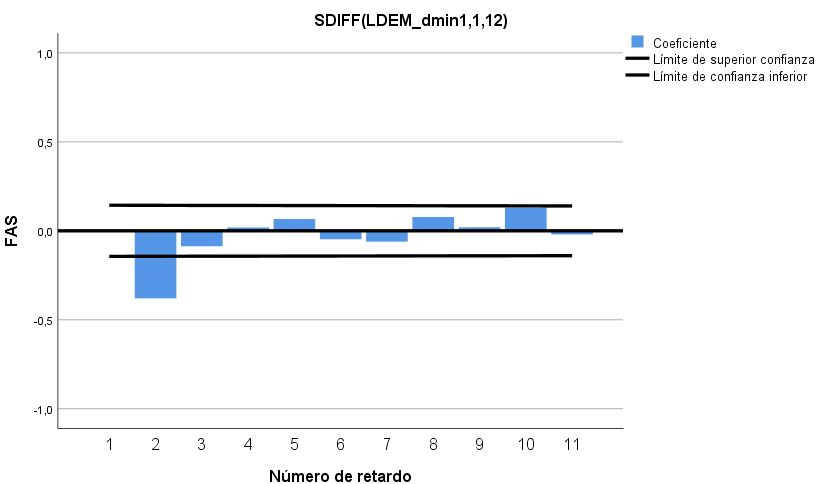 SDIFF(LDEM_dmin1,1,12)
Coeficiente
Límite de superior confianza
Límite de confianza inferior
FAS
1,0
0,5
0,0
-0,5
-1,0
1 2 3 4 5 6 7 8 9 10 11
Número de retardo